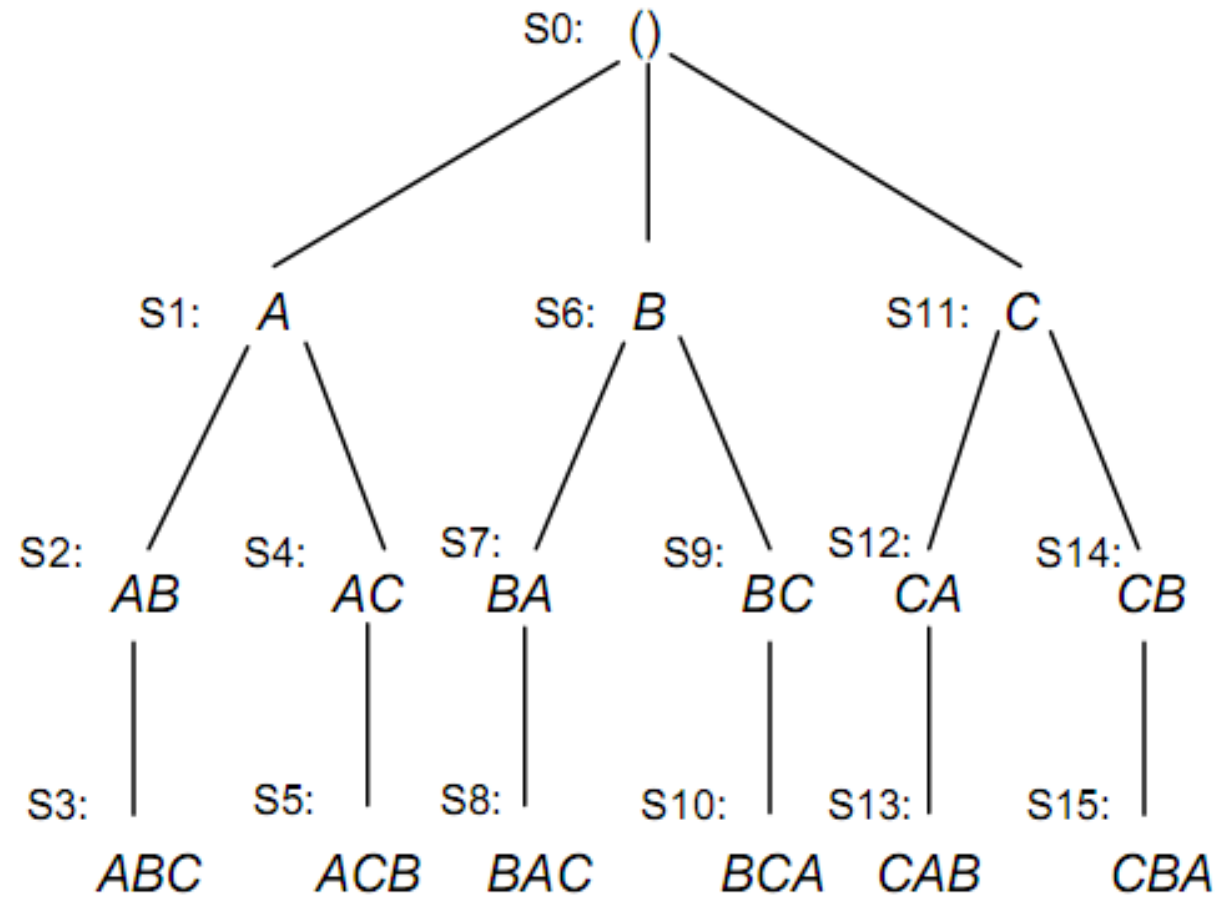 S0: ()
S1: A S6: B S11: C
S2: S4: S7: S9: S12: S14:
AB AC BA BC CA CB
S3: S5: S8: S10: S13: S15:
ABC ACB BAC BCA CAB CBA